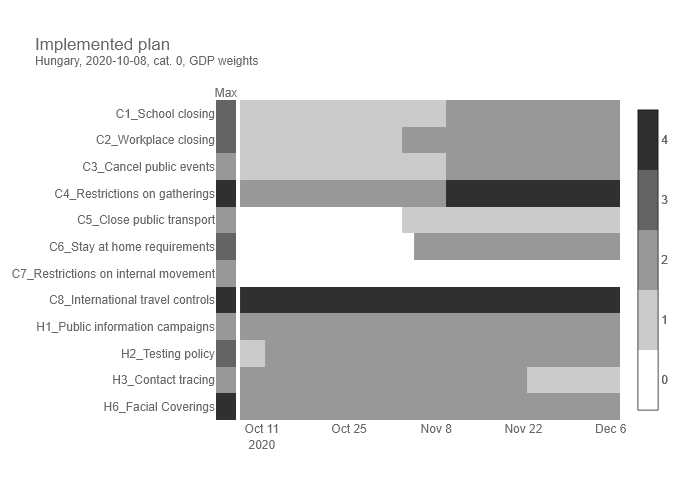 Implemented plan
Hungary, 2020-10-08, cat. 0, GDP weights
Max
C1_School closing
C2_Workplace closing
C3_Cancel public events
C4_Restrictions on gatherings
C5_Close public transport
C6_Stay at home requirements
C7_Restrictions on internal movement
C8_International travel controls
H1_Public information campaigns
H2_Testing policy
H3_Contact tracing
H6_Facial Coverings
Oct 11 Oct 25 Nov 8 Nov 22 Dec 6
2020
4
3
2
1
0